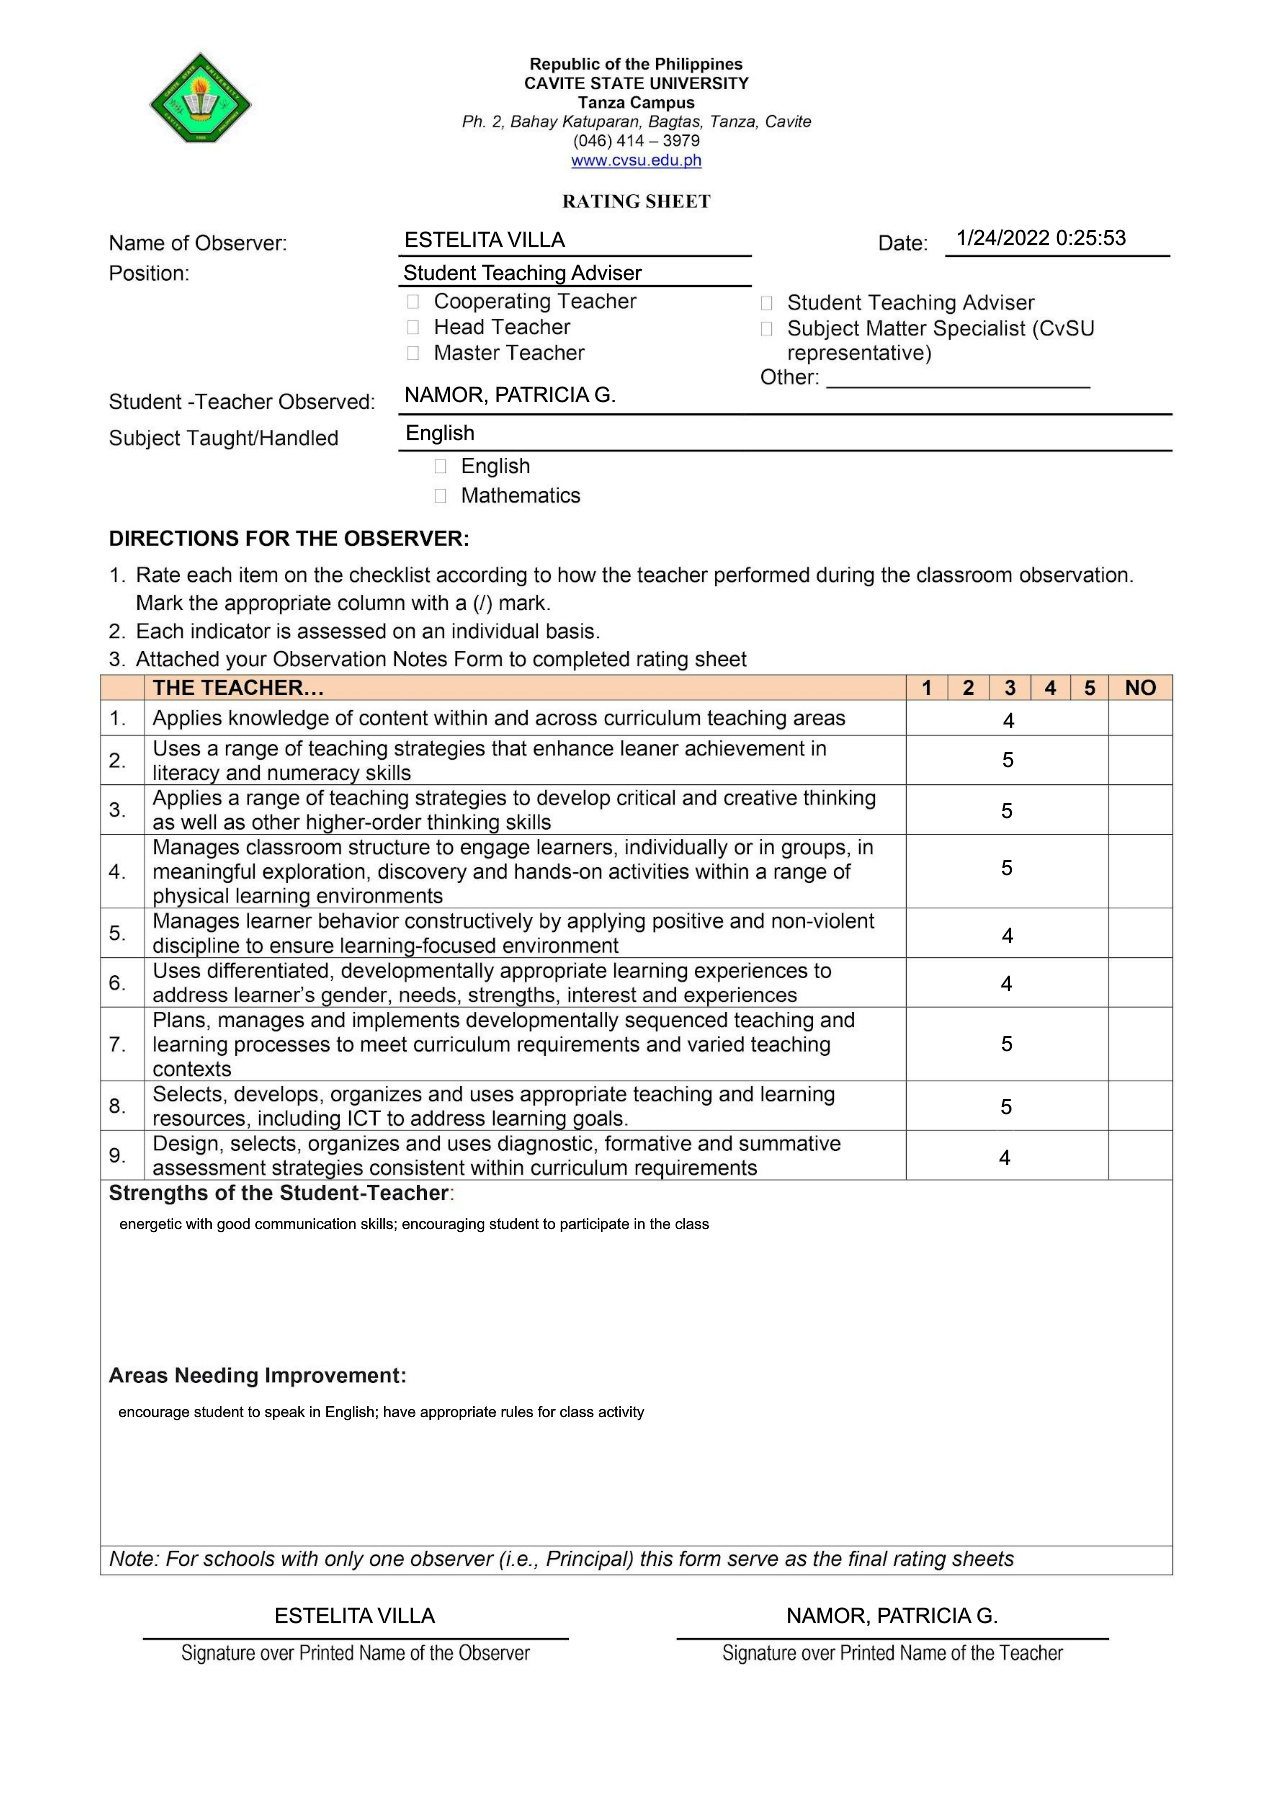 Republic of the Philippines
CAVITE STATE UNIVERSITY
Tanza Campus
Ph. 2, Bahay Katuparan, Bagtas, Tanza, Cavite
(046) 414 – 3979
www.cvsu.edu.ph
RATING SHEET
Name of Observer: ESTELITA VILLA Date: 1/24/2022 0:25:53
Position: Student Teaching Adviser
☐ Cooperating Teacher ☐ Student Teaching Adviser
☐ Head Teacher ☐ Subject Matter Specialist (CvSU
☐ Master Teacher representative)
Other: ____________
Student -Teacher Observed: NAMOR, PATRICIA G.
Subject Taught/Handled English
☐ English
☐ Mathematics
DIRECTIONS FOR THE OBSERVER:
1. Rate each item on the checklist according to how the teacher performed during the classroom observation.
Mark the appropriate column with a (/) mark.
2. Each indicator is assessed on an individual basis.
3. Attached your Observation Notes Form to completed rating sheet
THE TEACHER… 1 2 3 4 5 NO
1. Applies knowledge of content within and across curriculum teaching areas 4
2. Uses a range of teaching strategies that enhance leaner achievement in
literacy and numeracy skills 5
3. Applies a range of teaching strategies to develop critical and creative thinking
as well as other higher-order thinking skills 5
4. Manages classroom structure to engage learners, individually or in groups, in
meaningful exploration, discovery and hands-on activities within a range of
physical learning environments 5
5. Manages learner behavior constructively by applying positive and non-violent
discipline to ensure learning-focused environment 4
6. Uses differentiated, developmentally appropriate learning experiences to
address learner’s gender, needs, strengths, interest and experiences 4
7. Plans, manages and implements developmentally sequenced teaching and
learning processes to meet curriculum requirements and varied teaching
contexts 5
8. Selects, develops, organizes and uses appropriate teaching and learning
resources, including ICT to address learning goals. 5
9. Design, selects, organizes and uses diagnostic, formative and summative
assessment strategies consistent within curriculum requirements 4
Strengths of the Student-Teacher:
energetic with good communication skills; encouraging student to participate in the class
Areas Needing Improvement:
encourage student to speak in English; have appropriate rules for class activity
Note: For schools with only one observer (i.e., Principal) this form serve as the final rating sheets
ESTELITA VILLA NAMOR, PATRICIA G.
Signature over Printed Name of the Observer Signature over Printed Name of the Teacher